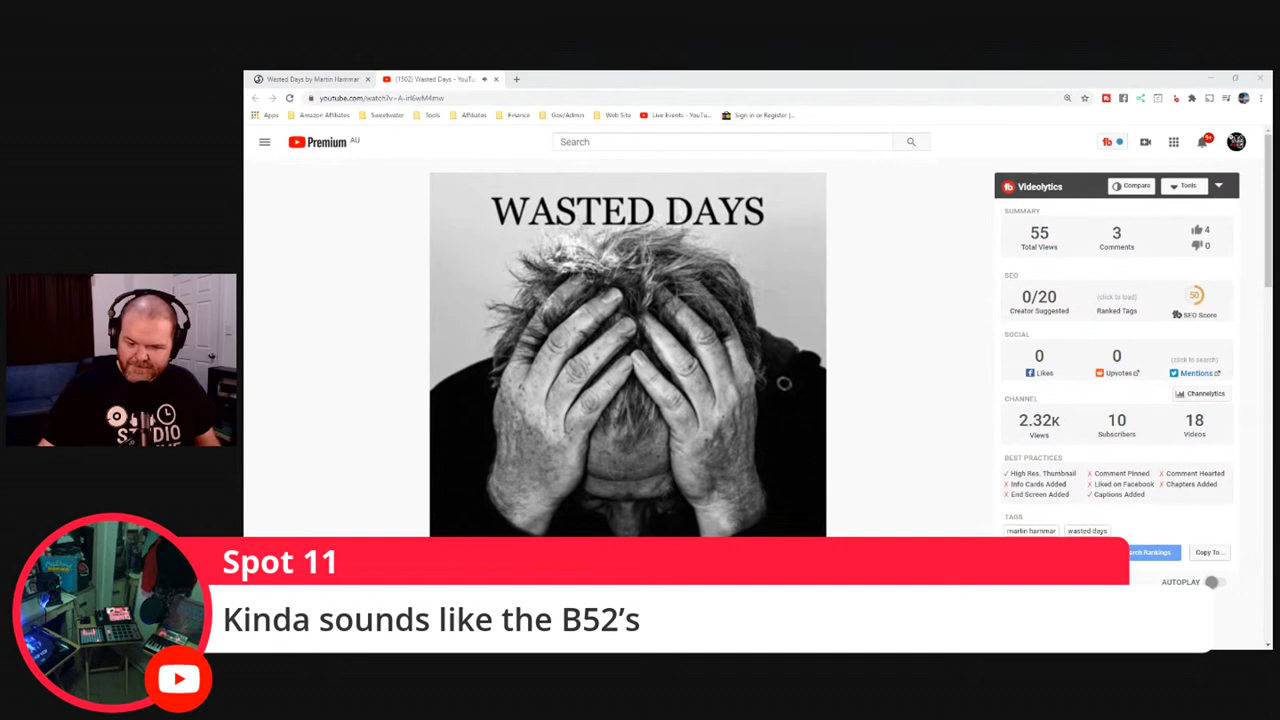 Wasted Days by Martin Hammar
(1502) Wasted Days - YouTu
youtube.com/watch?v=A-irl6wM4mw
Apps
Amazon Affiliates
Sweetwater
Tools
Affiliates
Finance
Gov/Admin
Web Site
Live Events - YouTu...
Sign in or Register |...
Premium AU
Search
9+
WASTED DAYS
Videolytics
Compare
Tools
SUMMARY
55 3 4
0
Total Views Comments
SEO
0/20 (click to load) 50
Creator Suggested Ranked Tags SEO Score
SOCIAL
0 0 (click to search)
Likes Upvotes Mentions
CHANNEL
Channelytics
2.32K 10 18
Views Subscribers Videos
BEST PRACTICES
✓ High Res. Thumbnail ✗ Comment Pinned ✗ Comment Hearted
✗ Info Cards Added ✗ Liked on Facebook ✗ Chapters Added
✗ End Screen Added ✓ Captions Added
TAGS
martin hammar wasted days
Rankings Copy To...
AUTOPLAY
STUDIO
Spot 11
Kinda sounds like the B52's